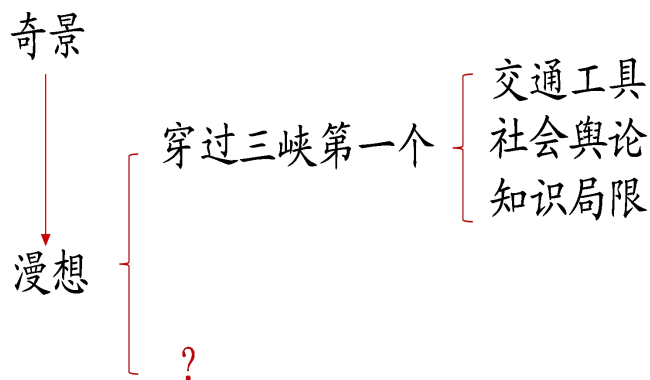 奇景
交通工具
穿过三峡第一个
社会舆论
知识局限
漫想
?